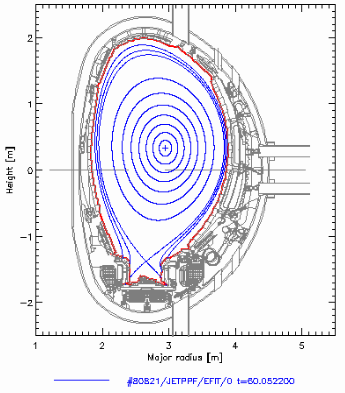 2
1
0
-1
-2
Height [m]
1 2 3 4 5
Major radius [m]
#80821/JETPPF/EFIT/0 t=60.052200